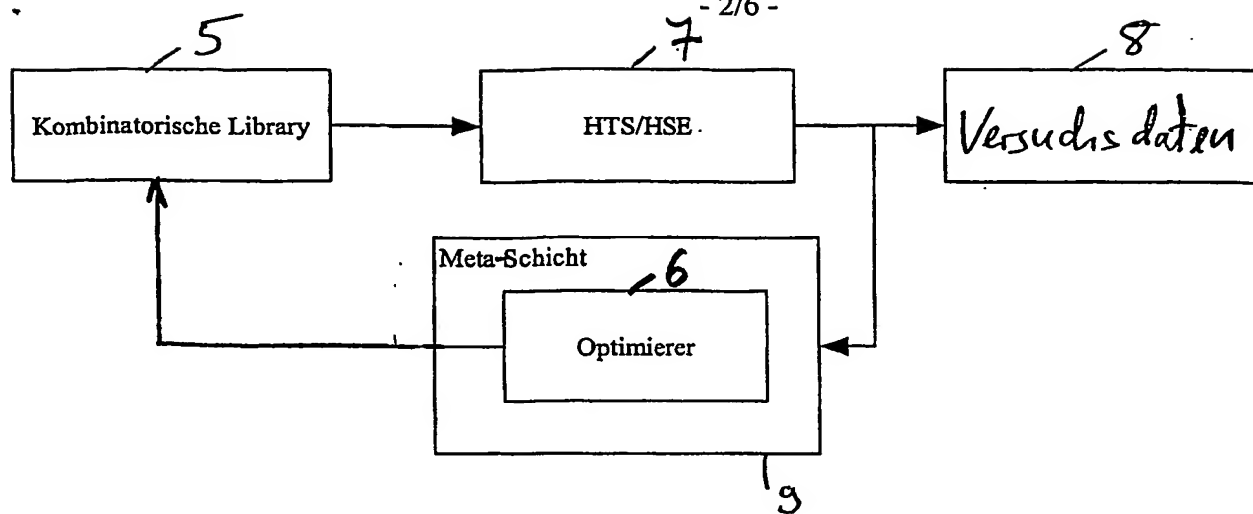 - 2/6 -
5
7
8
Kombinatorische Library
HTS/HSE.
Versuchsdaten
Meta-Schicht
6
Optimierer
9